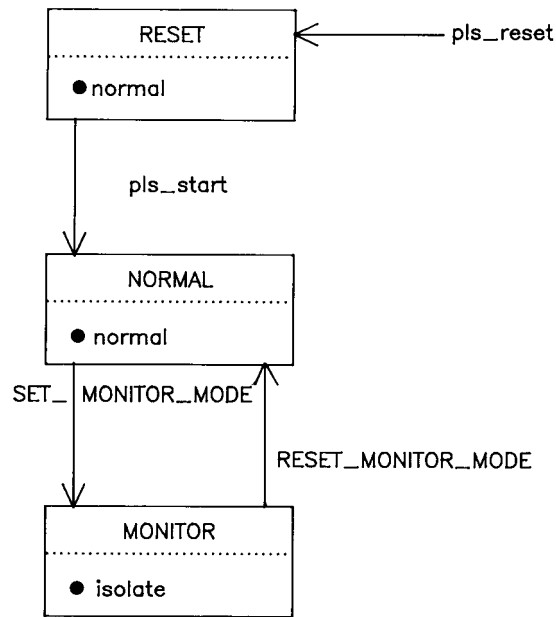 RESET
pls_reset
● normal
pls_start
NORMAL
● normal
SET_ MONITOR_MODE
RESET_MONITOR_MODE
MONITOR
● isolate